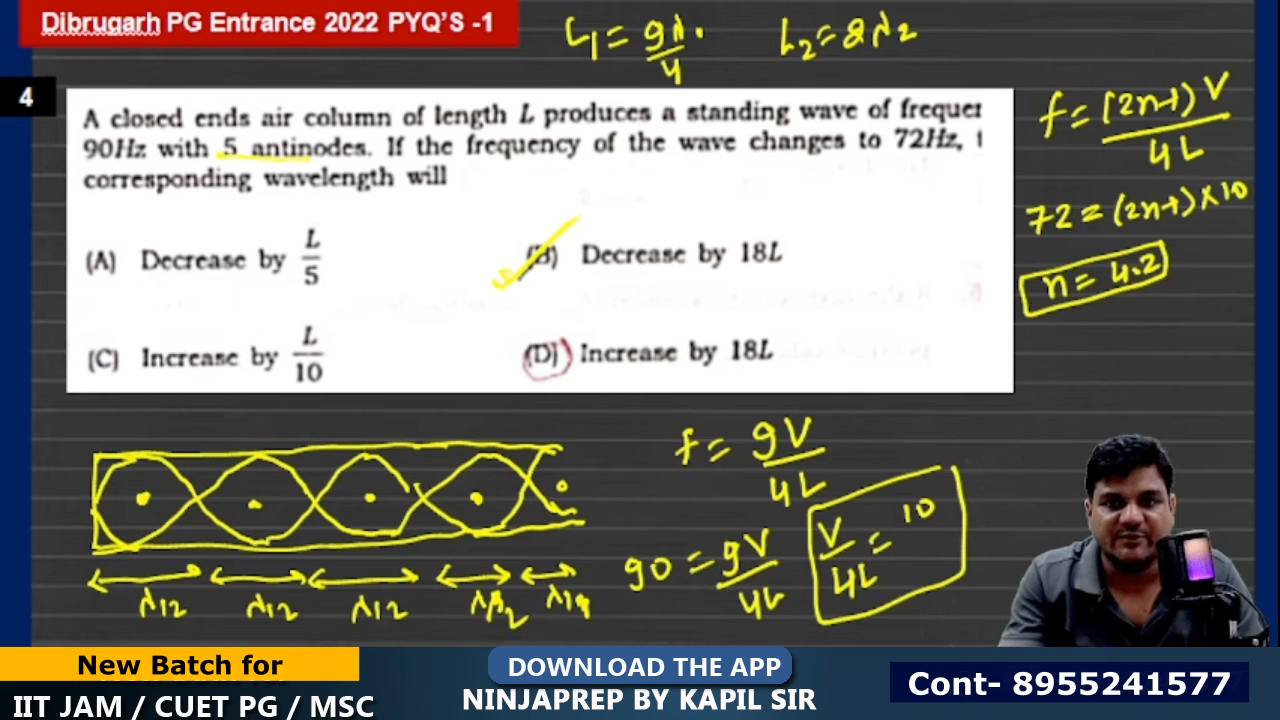 Dibrugarh PG Entrance 2022 PYQ'S -1
L₁ = 9λ₁/4
L₂ = 2λ₂
4
A closed ends air column of length L produces a standing wave of frequer
90Hz with 5 antinodes. If the frequency of the wave changes to 72Hz, t
corresponding wavelength will
(A) Decrease by L/5
(B) Decrease by 18L
(C) Increase by L/10
(D) Increase by 18L
f = (2n-1)V/4L
72 = (2n-1)×10
n = 4.2
f = 9V/4L
90 = 9V/4L
V/4L = 10
λ/2 λ/2 λ/2 λ/2 λ/4
New Batch for
IIT JAM / CUET PG / MSC
DOWNLOAD THE APP
NINJAPREP BY KAPIL SIR
Cont- 8955241577